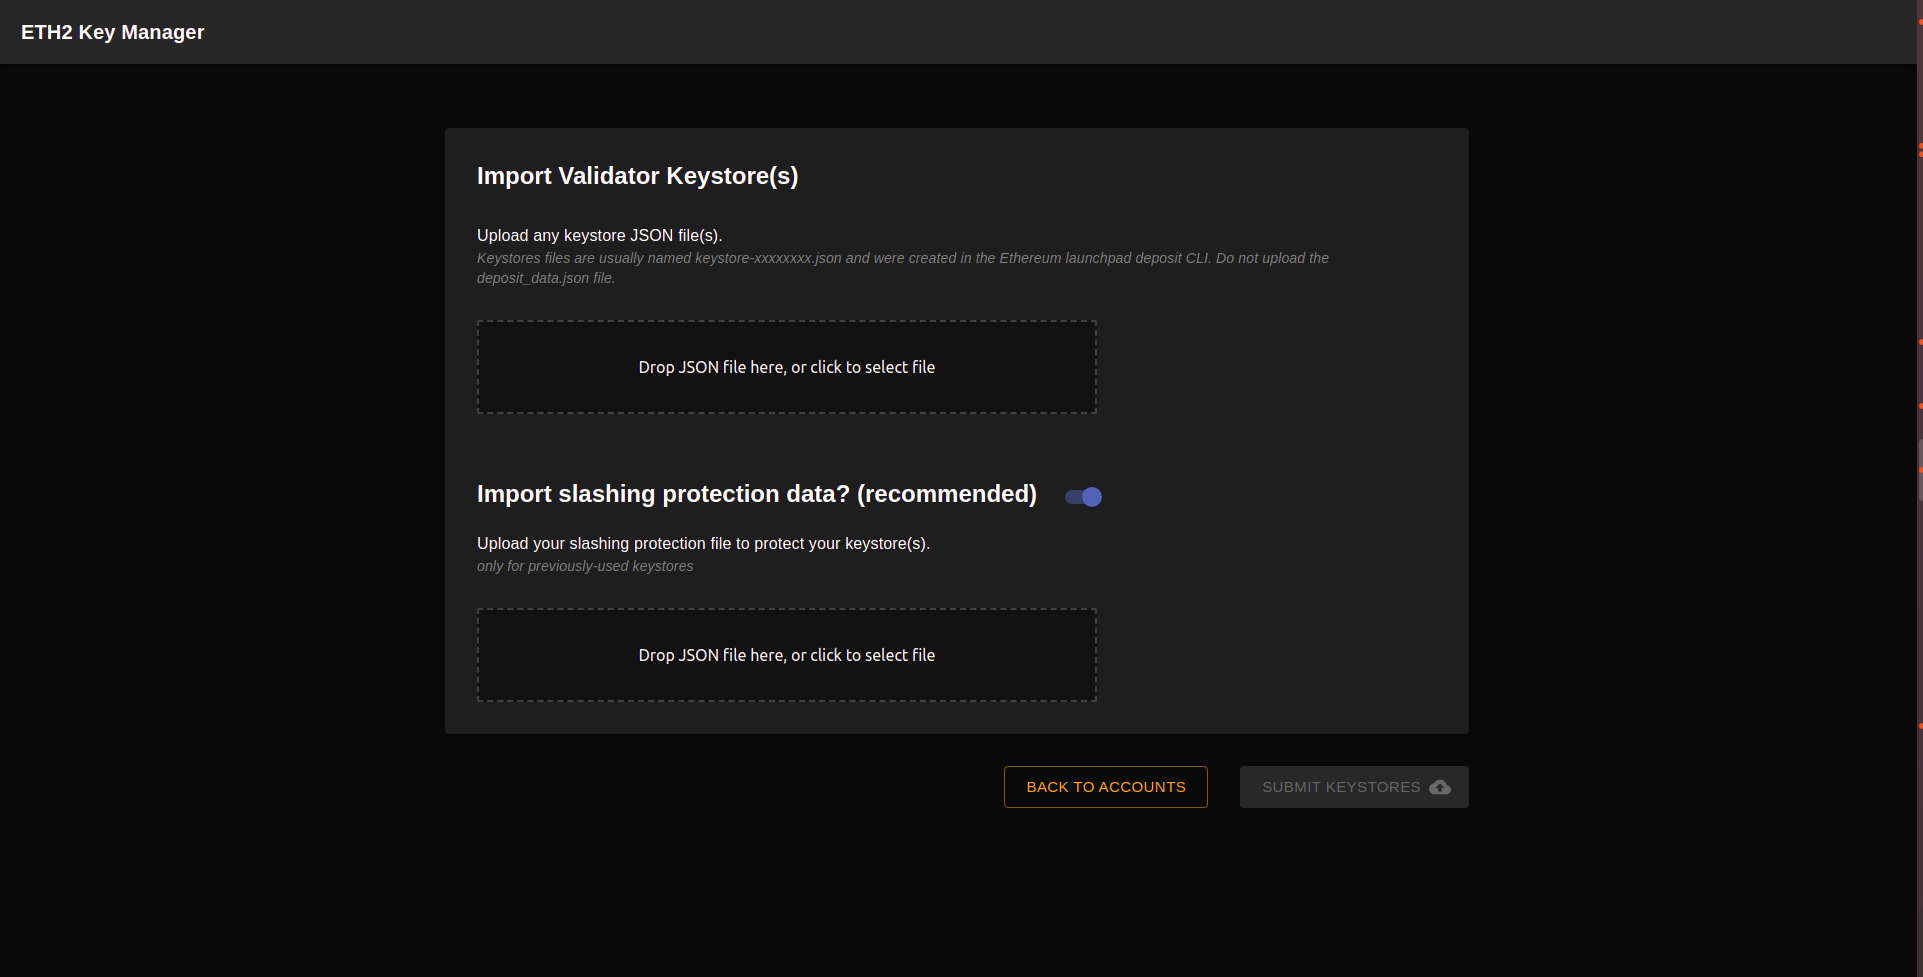 ETH2 Key Manager
Import Validator Keystore(s)
Upload any keystore JSON file(s).
Keystores files are usually named keystore-xxxxxxxx.json and were created in the Ethereum launchpad deposit CLI. Do not upload the
deposit_data.json file.
Drop JSON file here, or click to select file
Import slashing protection data? (recommended)
Upload your slashing protection file to protect your keystore(s).
only for previously-used keystores
Drop JSON file here, or click to select file
BACK TO ACCOUNTS
SUBMIT KEYSTORES